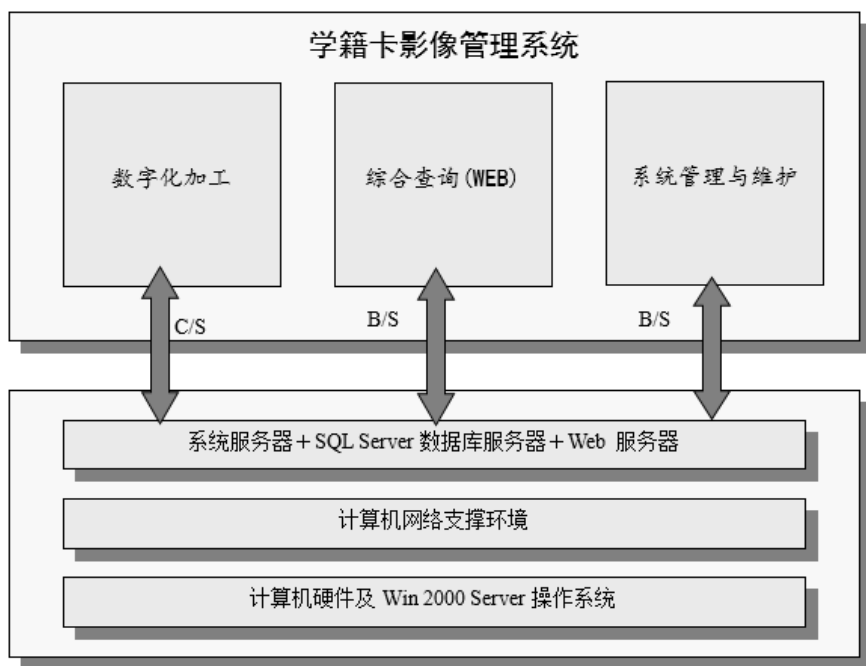 学籍卡影像管理系统
数字化加工
综合查询(WEB)
系统管理与维护
C/S
B/S
B/S
系统服务器＋SQL Server 数据库服务器＋Web 服务器
计算机网络支撑环境
计算机硬件及 Win 2000 Server 操作系统